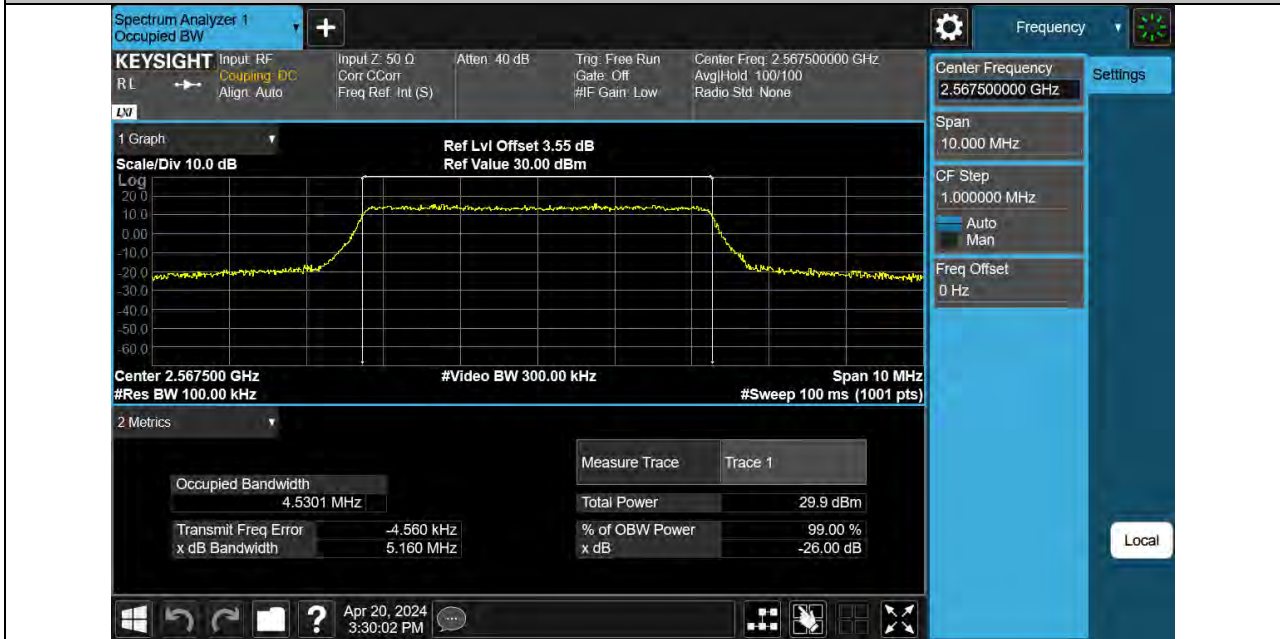 Spectrum Analyzer 1
Occupied BW
+
Frequency
KEYSIGHT
RL
LXI
Input: RF
Coupling: DC
Align: Auto
Input Z: 50 Ω
Corr CCorr
Freq Ref: Int (S)
Atten: 40 dB
Trig: Free Run
Gate: Off
#IF Gain: Low
Center Freq: 2.567500000 GHz
Avg|Hold: 100/100
Radio Std: None
Center Frequency
2.567500000 GHz
Settings
Span
10.000 MHz
CF Step
1.000000 MHz
Auto
Man
Freq Offset
0 Hz
Local
1 Graph
Scale/Div 10.0 dB
Ref Lvl Offset 3.55 dB
Ref Value 30.00 dBm
Log
20.0
10.0
0.00
-10.0
-20.0
-30.0
-40.0
-50.0
-60.0
Center 2.567500 GHz
#Video BW 300.00 kHz
Span 10 MHz
#Res BW 100.00 kHz
#Sweep 100 ms (1001 pts)
2 Metrics
Measure Trace Trace 1
Occupied Bandwidth
4.5301 MHz
Total Power 29.9 dBm
Transmit Freq Error -4.560 kHz
% of OBW Power 99.00 %
x dB Bandwidth 5.160 MHz
x dB -26.00 dB
?
Apr 20, 2024
3:30:02 PM